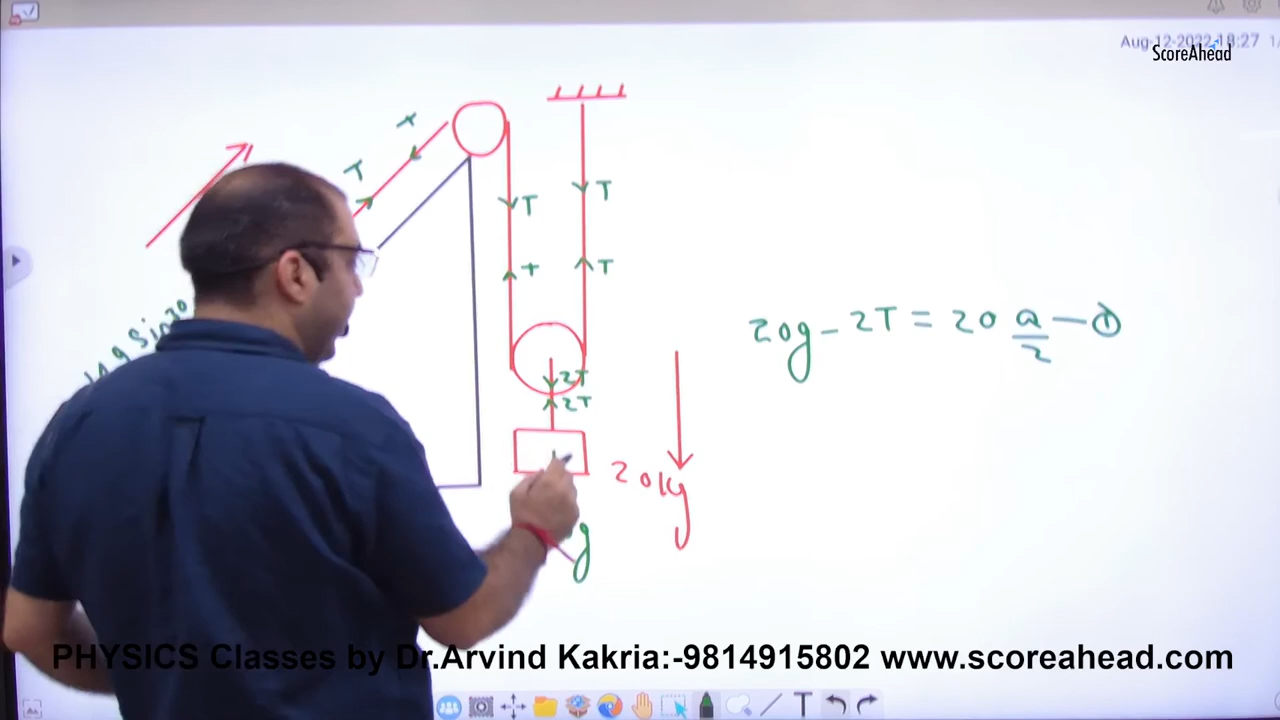 Aug-12-2022 18:27
ScoreAhead
T
T
T
+
T
2T
2T
20g - 2T = 20 a/2 - ①
20kg
g
g Sin30
PHYSICS Classes by Dr.Arvind Kakria:-9814915802 www.scoreahead.com
T